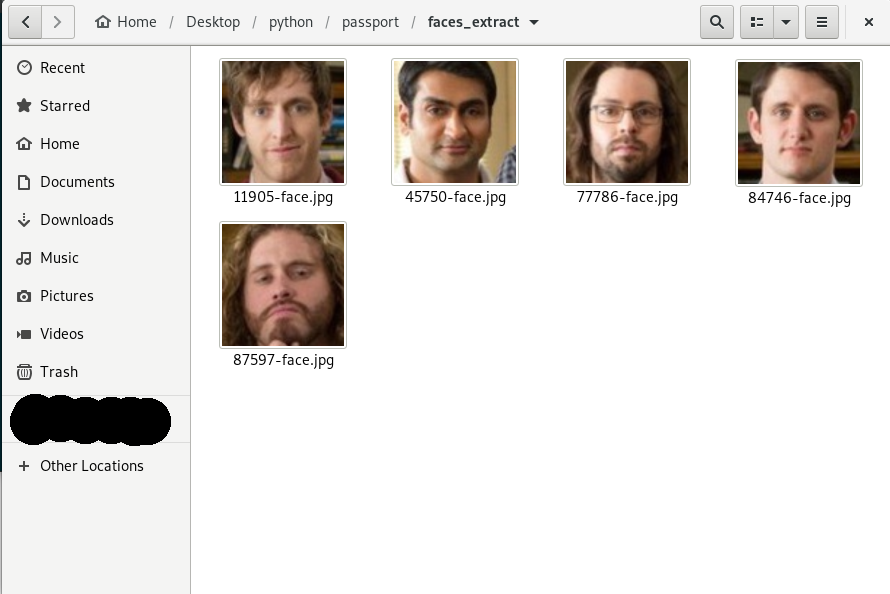 Home / Desktop / python / passport / faces_extract
Recent
Starred
Home
Documents
Downloads
Music
Pictures
Videos
Trash
Other Locations
11905-face.jpg 45750-face.jpg 77786-face.jpg 84746-face.jpg
87597-face.jpg